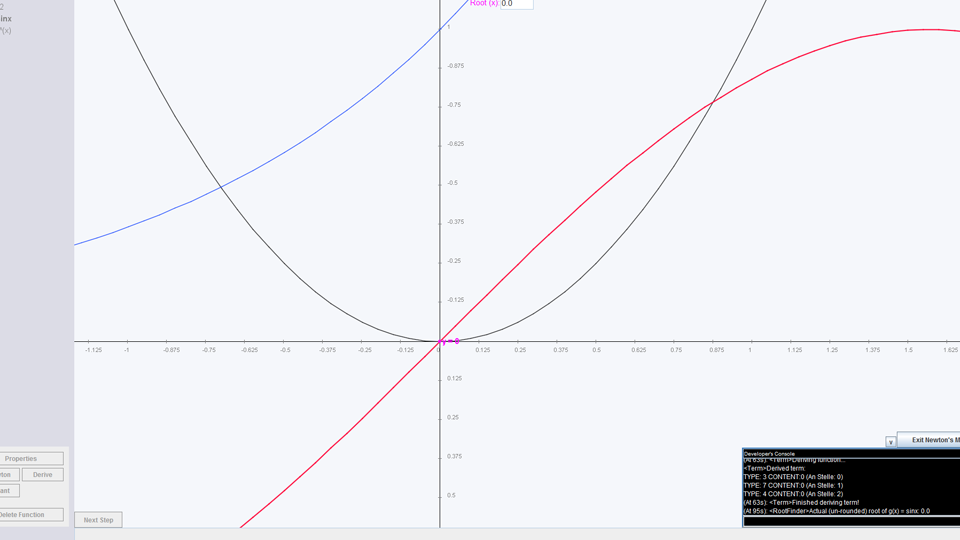 2
inx
^(x)
Root (x) 0.0
1
-0.875
-0.75
-0.625
-0.5
-0.375
-0.25
-0.125
-1.125 -1 -0.875 -0.75 -0.625 -0.5 -0.375 -0.25 -0.125 0 0.125 0.25 0.375 0.5 0.625 0.75 0.875 1 1.125 1.25 1.375 1.5 1.625
0.125
0.25
0.375
0.5
Properties
ton Derive
ast
Delete Function
Next Step
v Exit Newton's M
Developer's Console
(At 63s): <Term>Deriving function...
<Term>Derived term:
TYPE: 3 CONTENT:0 (An Stelle: 0)
TYPE: 7 CONTENT:0 (An Stelle: 1)
TYPE: 4 CONTENT:0 (An Stelle: 2)
(At 63s): <Term>Finished deriving term!
(At 95s): <RootFinder>Actual (un-rounded) root of g(x) = sinx: 0.0